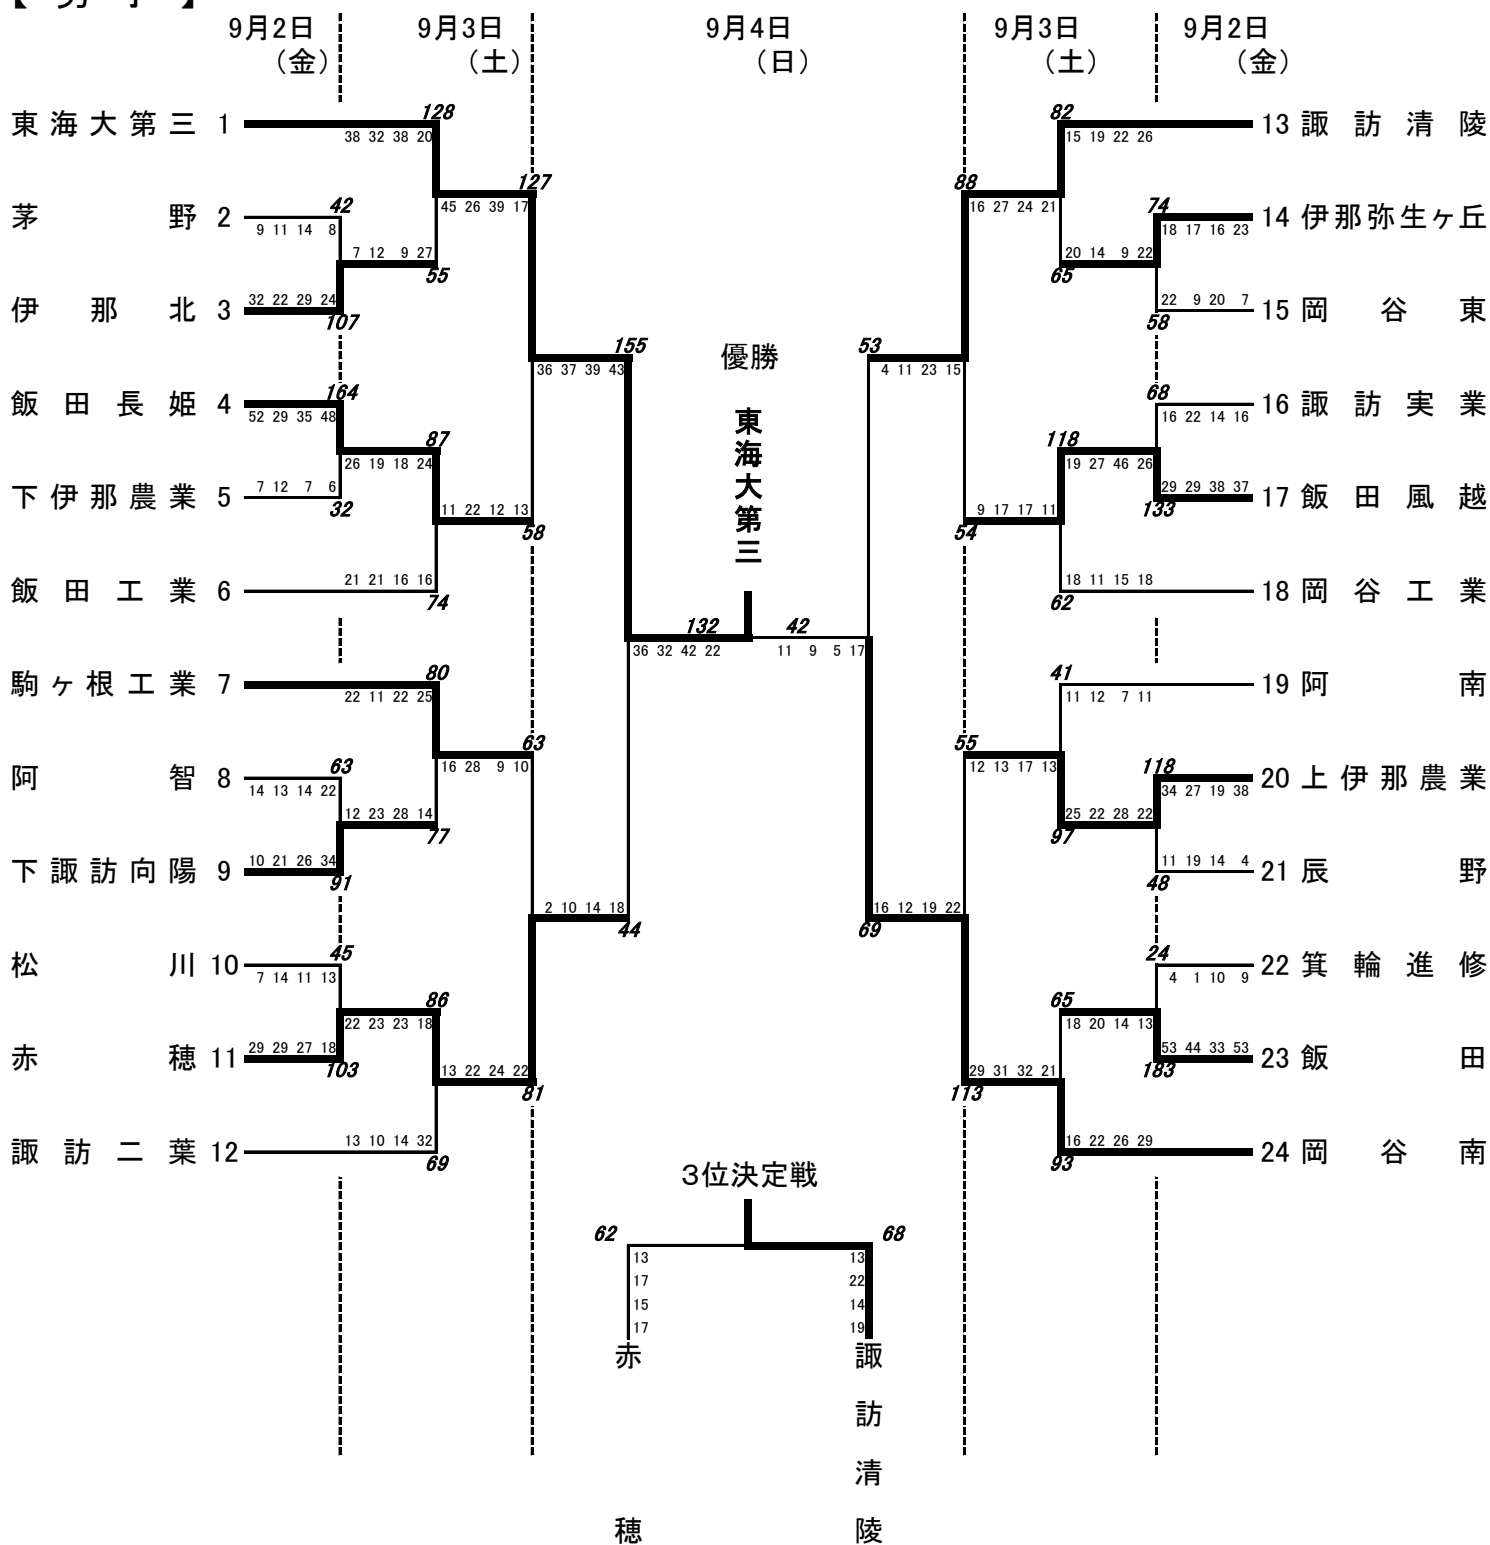 【 男 子 】
9月2日 9月3日 9月4日 9月3日 9月2日
（金） （土） （日） （土） （金）
128 82
東海大第三 1 13 諏訪清陵
38 32 38 20 15 19 22 26
127 88
42 45 26 39 17 16 27 24 21 74
茅野 2 14 伊那弥生ヶ丘
9 11 14 8 18 17 16 23
7 12 9 27 20 14 9 22
55 65
32 22 29 24 22 9 20 7
伊那北 3 15 岡谷東
107 58
155 優勝 53
36 37 39 43 4 11 23 15
164 68
飯田長姫 4 16 諏訪実業
52 29 35 48 16 22 14 16
東海大第三
87 118
26 19 18 24 19 27 46 26
7 12 7 6 29 29 38 37
下伊那農業 5 17 飯田風越
32 133
11 22 12 13 9 17 17 11
58 54
21 21 16 16 18 11 15 18
飯田工業 6 18 岡谷工業
74 62
132 42
36 32 42 22 11 9 5 17
80 41
駒ヶ根工業 7 19 阿南
22 11 22 25 11 12 7 11
63 55
16 28 9 10 12 13 17 13
63 118
阿智 8 20 上伊那農業
14 13 14 22 34 27 19 38
12 23 28 14 25 22 28 22
77 97
10 21 26 34 11 19 14 4
下諏訪向陽 9 21 辰野
91 48
2 10 14 18 16 12 19 22
44 69
45 24
松川 10 22 箕輪進修
7 14 11 13 4 1 10 9
86 65
22 23 23 18 18 20 14 13
29 29 27 18 53 44 33 53
赤穂 11 23 飯田
103 183
13 22 24 22 29 31 32 21
81 113
13 10 14 32 16 22 26 29
諏訪二葉 12 24 岡谷南
69 93
3位決定戦
62 68
13 13
17 22
15 14
17 19
赤穂 諏訪清陵